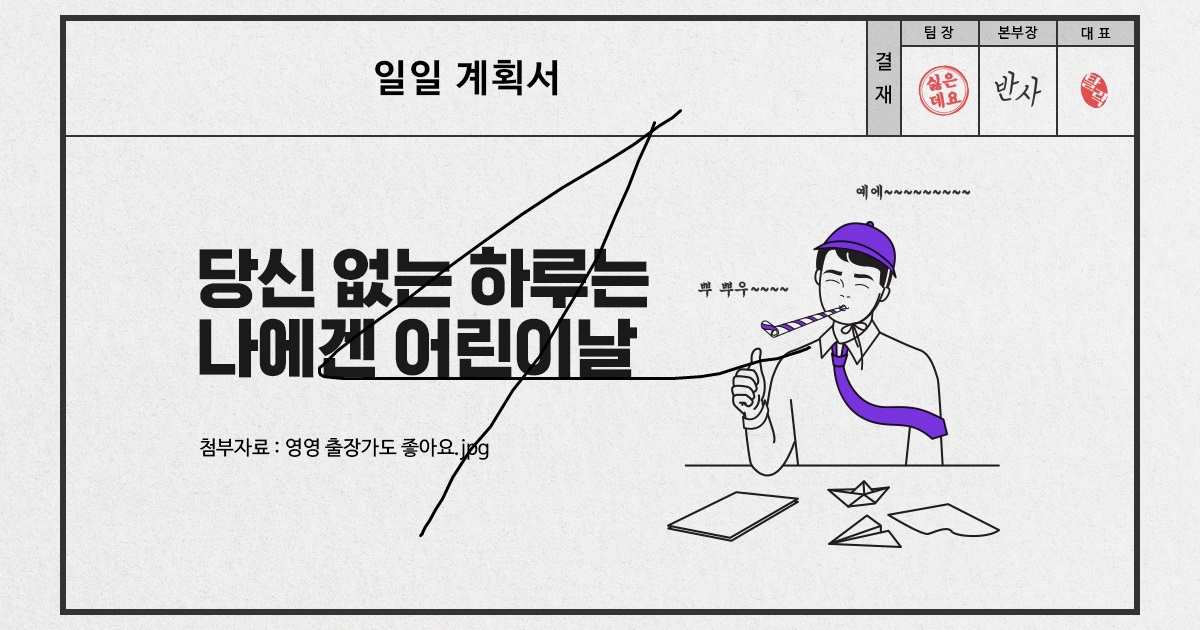 일일 계획서
결재
팀장
본부장
대표
싫은데요
반사
예에~~~~~~~~~
뿌 뿌우~~~~
당신 없는 하루는
나에겐 어린이날
첨부자료 : 영영 출장가도 좋아요.jpg